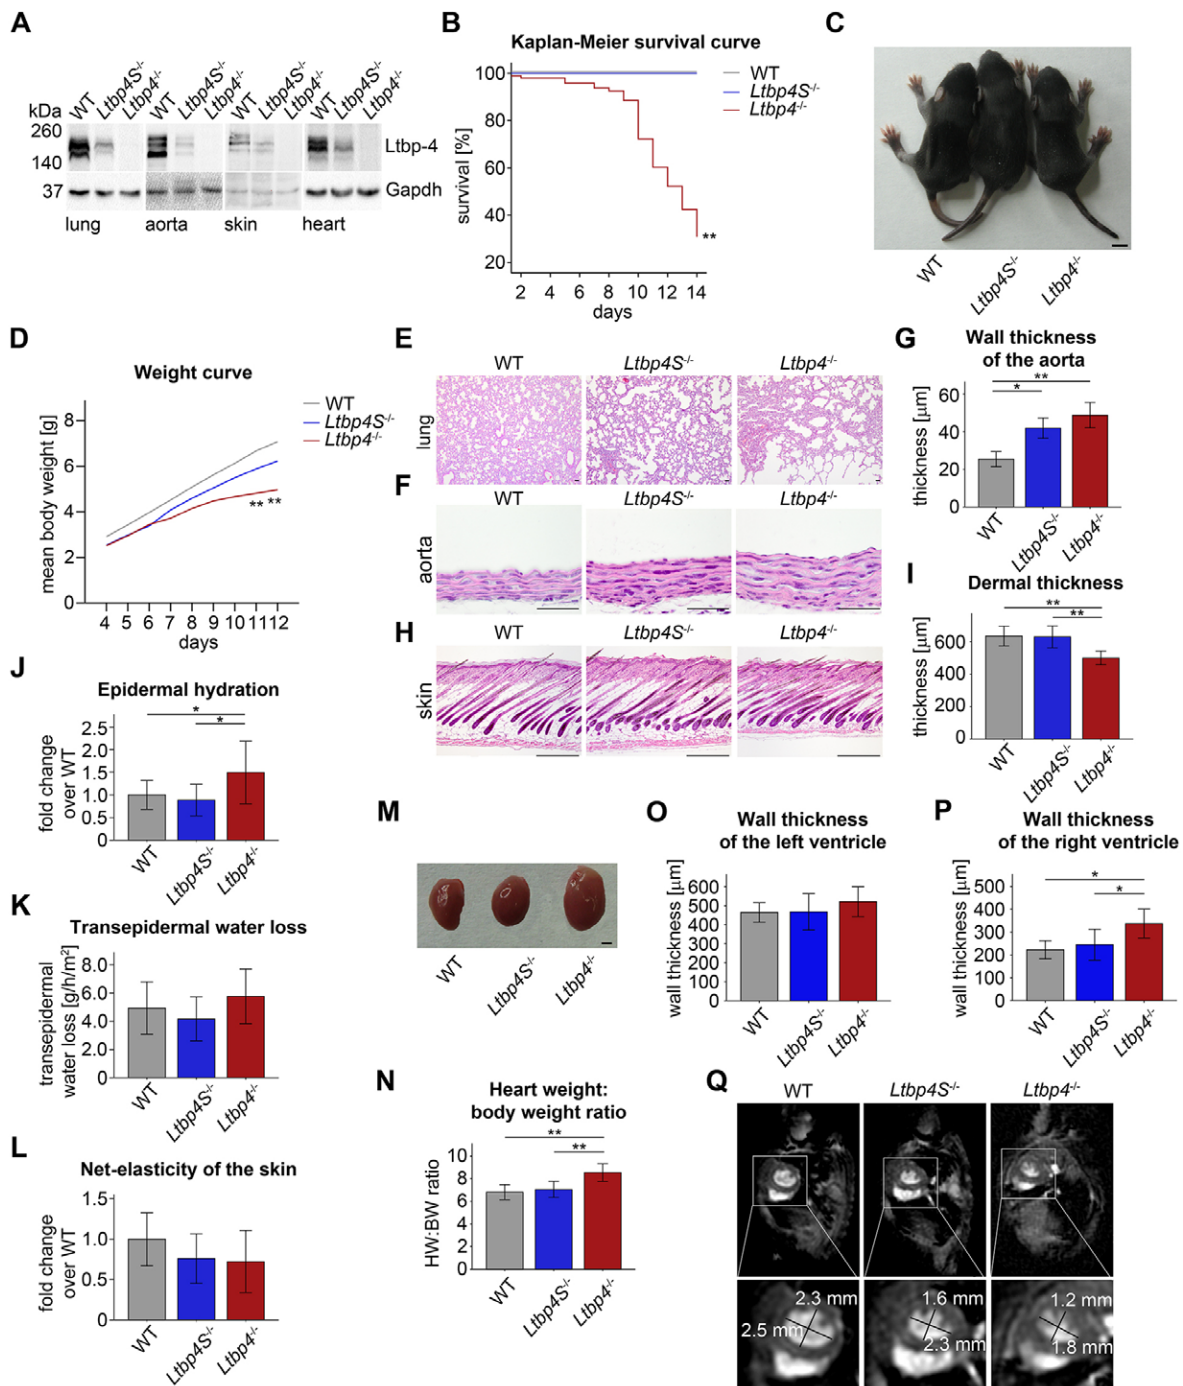 A
WT Ltbp4S-/- Ltbp4-/- WT Ltbp4S-/- Ltbp4-/- WT Ltbp4S-/- Ltbp4-/- WT Ltbp4S-/- Ltbp4-/-
kDa
260
140
Ltbp-4
37
Gapdh
lung aorta skin heart
B
Kaplan-Meier survival curve
WT
Ltbp4S-/-
Ltbp4-/-
survival [%]
100
80
60
40
20
**
2 4 6 8 10 12 14
days
C
WT Ltbp4S-/- Ltbp4-/-
D
Weight curve
WT
Ltbp4S-/-
Ltbp4-/-
mean body weight [g]
8
6
4
2
0
** **
4 5 6 7 8 9 10 11 12
days
E
WT Ltbp4S-/- Ltbp4-/-
lung
F
WT Ltbp4S-/- Ltbp4-/-
aorta
G
Wall thickness
of the aorta
thickness [µm]
60
40
20
0
**
*
WT Ltbp4S-/- Ltbp4-/-
H
WT Ltbp4S-/- Ltbp4-/-
skin
I
Dermal thickness
thickness [µm]
600
400
200
0
**
**
WT Ltbp4S-/- Ltbp4-/-
J
Epidermal hydration
fold change
over WT
2.5
2.0
1.5
1.0
0.5
0
*
*
WT Ltbp4S-/- Ltbp4-/-
K
Transepidermal water loss
transepidermal
water loss [g/h/m²]
8.0
6.0
4.0
2.0
0
WT Ltbp4S-/- Ltbp4-/-
L
Net-elasticity of the skin
fold change
over WT
1.5
1.0
0.5
0
WT Ltbp4S-/- Ltbp4-/-
M
WT Ltbp4S-/- Ltbp4-/-
N
Heart weight:
body weight ratio
HW:BW ratio
10
8
6
4
2
0
**
**
WT Ltbp4S-/- Ltbp4-/-
O
Wall thickness
of the left ventricle
wall thickness [µm]
600
500
400
300
200
100
0
WT Ltbp4S-/- Ltbp4-/-
P
Wall thickness
of the right ventricle
wall thickness [µm]
500
400
300
200
100
0
*
*
WT Ltbp4S-/- Ltbp4-/-
Q
WT Ltbp4S-/- Ltbp4-/-
2.3 mm
2.5 mm
1.6 mm
2.3 mm
1.2 mm
1.8 mm